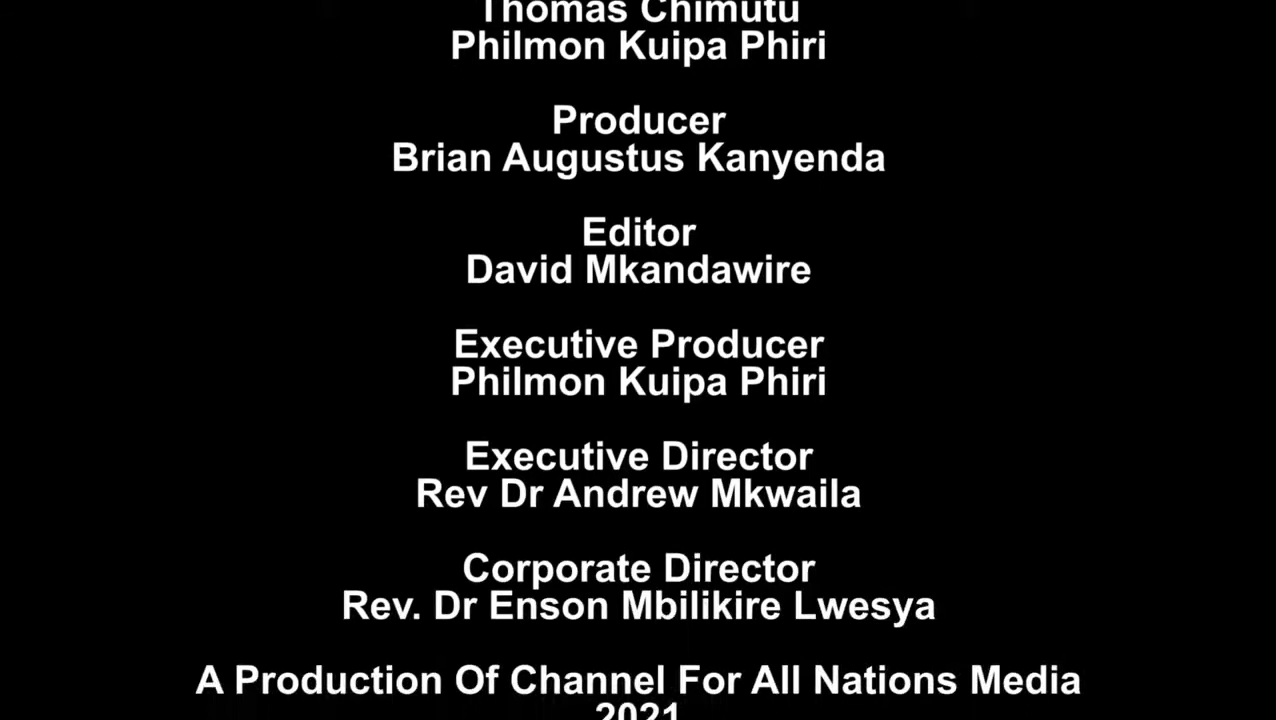 Thomas Chimutu
Philmon Kuipa Phiri
Producer
Brian Augustus Kanyenda
Editor
David Mkandawire
Executive Producer
Philmon Kuipa Phiri
Executive Director
Rev Dr Andrew Mkwaila
Corporate Director
Rev. Dr Enson Mbilikire Lwesya
A Production Of Channel For All Nations Media
2021